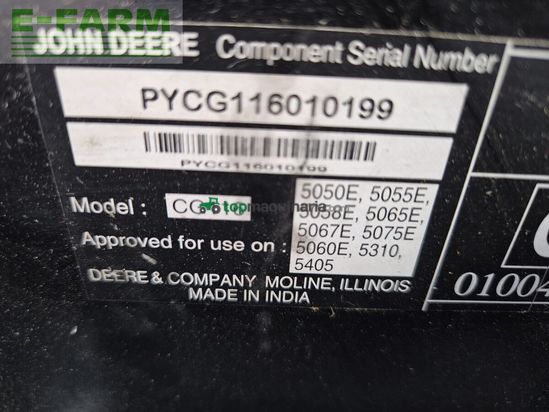 E-FARM
JOHN DEERE Component Serial Number
PYCG116010199
PYCG116010199
Model :
topmaquinaria.com
Approved for use on :
5050E, 5055E,
5058E, 5065E,
5067E, 5075E
5060E, 5310,
5405
DEERE & COMPANY MOLINE, ILLINOIS
MADE IN INDIA
01004